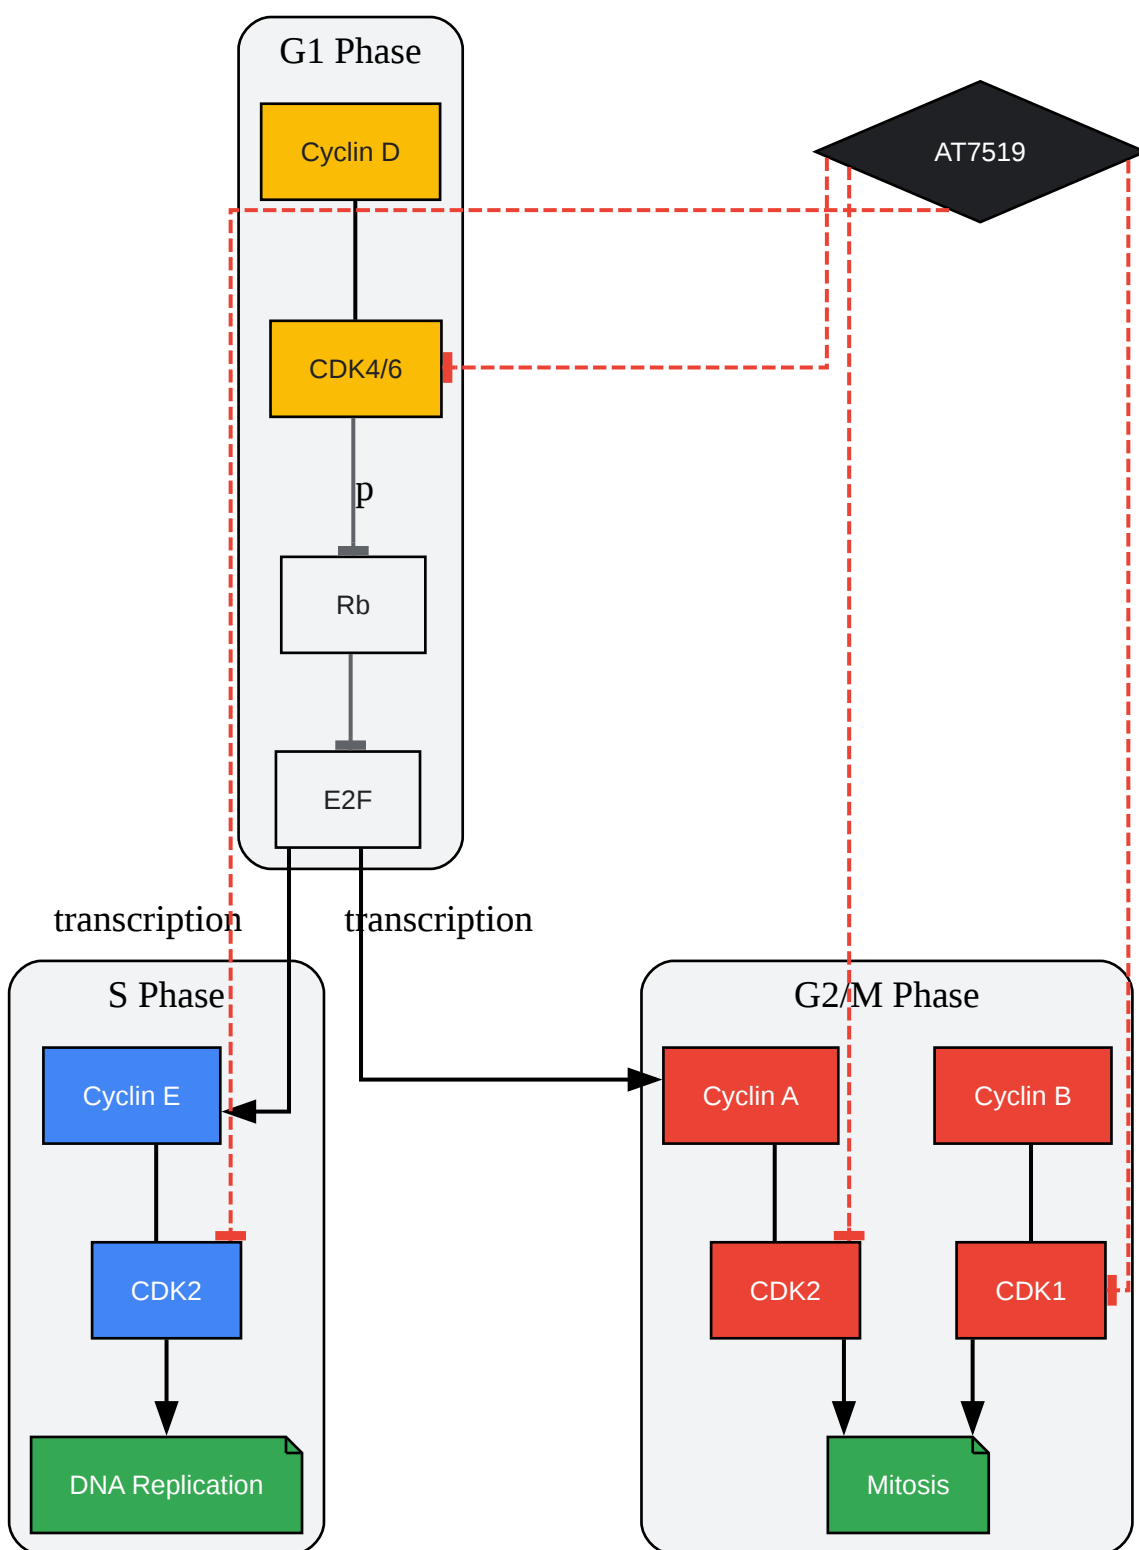 G1 Phase
Cyclin D
AT7519
CDK4/6
p
Rb
E2F
transcription
transcription
S Phase
G2/M Phase
Cyclin E
Cyclin A
Cyclin B
CDK2
CDK2
CDK1
DNA Replication
Mitosis